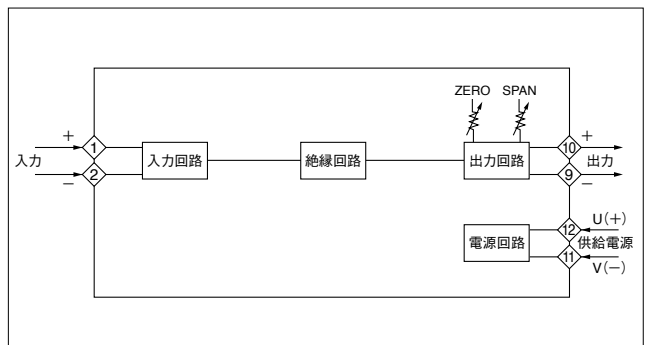 ZERO SPAN
+ 1 10 +
入力 入力回路 絶縁回路 出力回路 出力
− 2 9 −
12 U(+)
電源回路 供給電源
11 V(−)